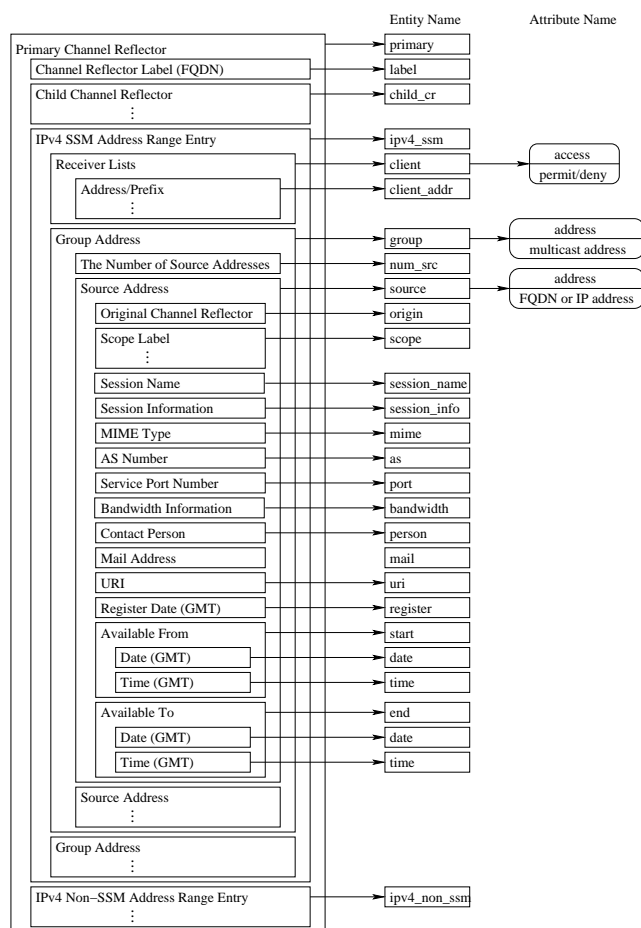 Entity Name Attribute Name
Primary Channel Reflector primary
Channel Reflector Label (FQDN) label
Child Channel Reflector child_cr
⋮
IPv4 SSM Address Range Entry ipv4_ssm
Receiver Lists client access
permit/deny
Address/Prefix client_addr
⋮
Group Address group address
multicast address
The Number of Source Addresses num_src
Source Address source address
FQDN or IP address
Original Channel Reflector origin
Scope Label scope
⋮
Session Name session_name
Session Information session_info
MIME Type mime
AS Number as
Service Port Number port
Bandwidth Information bandwidth
Contact Person person
Mail Address mail
URI uri
Register Date (GMT) register
Available From start
Date (GMT) date
Time (GMT) time
Available To end
Date (GMT) date
Time (GMT) time
Source Address
⋮
Group Address
⋮
IPv4 Non−SSM Address Range Entry ipv4_non_ssm
⋮